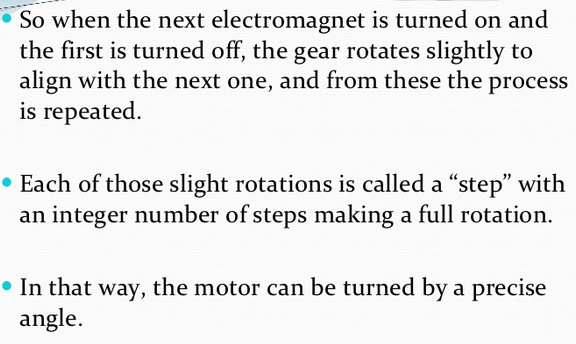 • So when the next electromagnet is turned on and
the first is turned off, the gear rotates slightly to
align with the next one, and from these the process
is repeated.
• Each of those slight rotations is called a “step” with
an integer number of steps making a full rotation.
• In that way, the motor can be turned by a precise
angle.